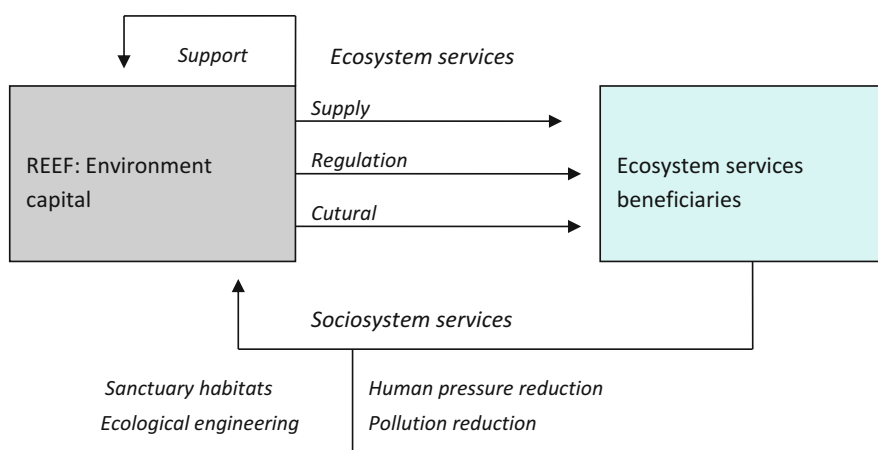 Support
Ecosystem services
Supply
REEF: Environment
capital
Regulation
Cutural
Ecosystem services
beneficiaries
Sociosystem services
Sanctuary habitats
Ecological engineering
Human pressure reduction
Pollution reduction